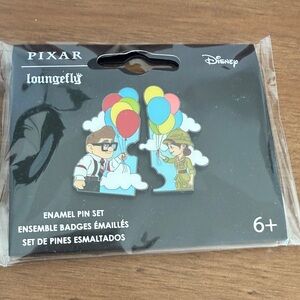 PIXAR
Disney
loungefly
ENAMEL PIN SET
ENSEMBLE BADGES ÉMAILLÉS
SET DE PINES ESMALTADOS
6+